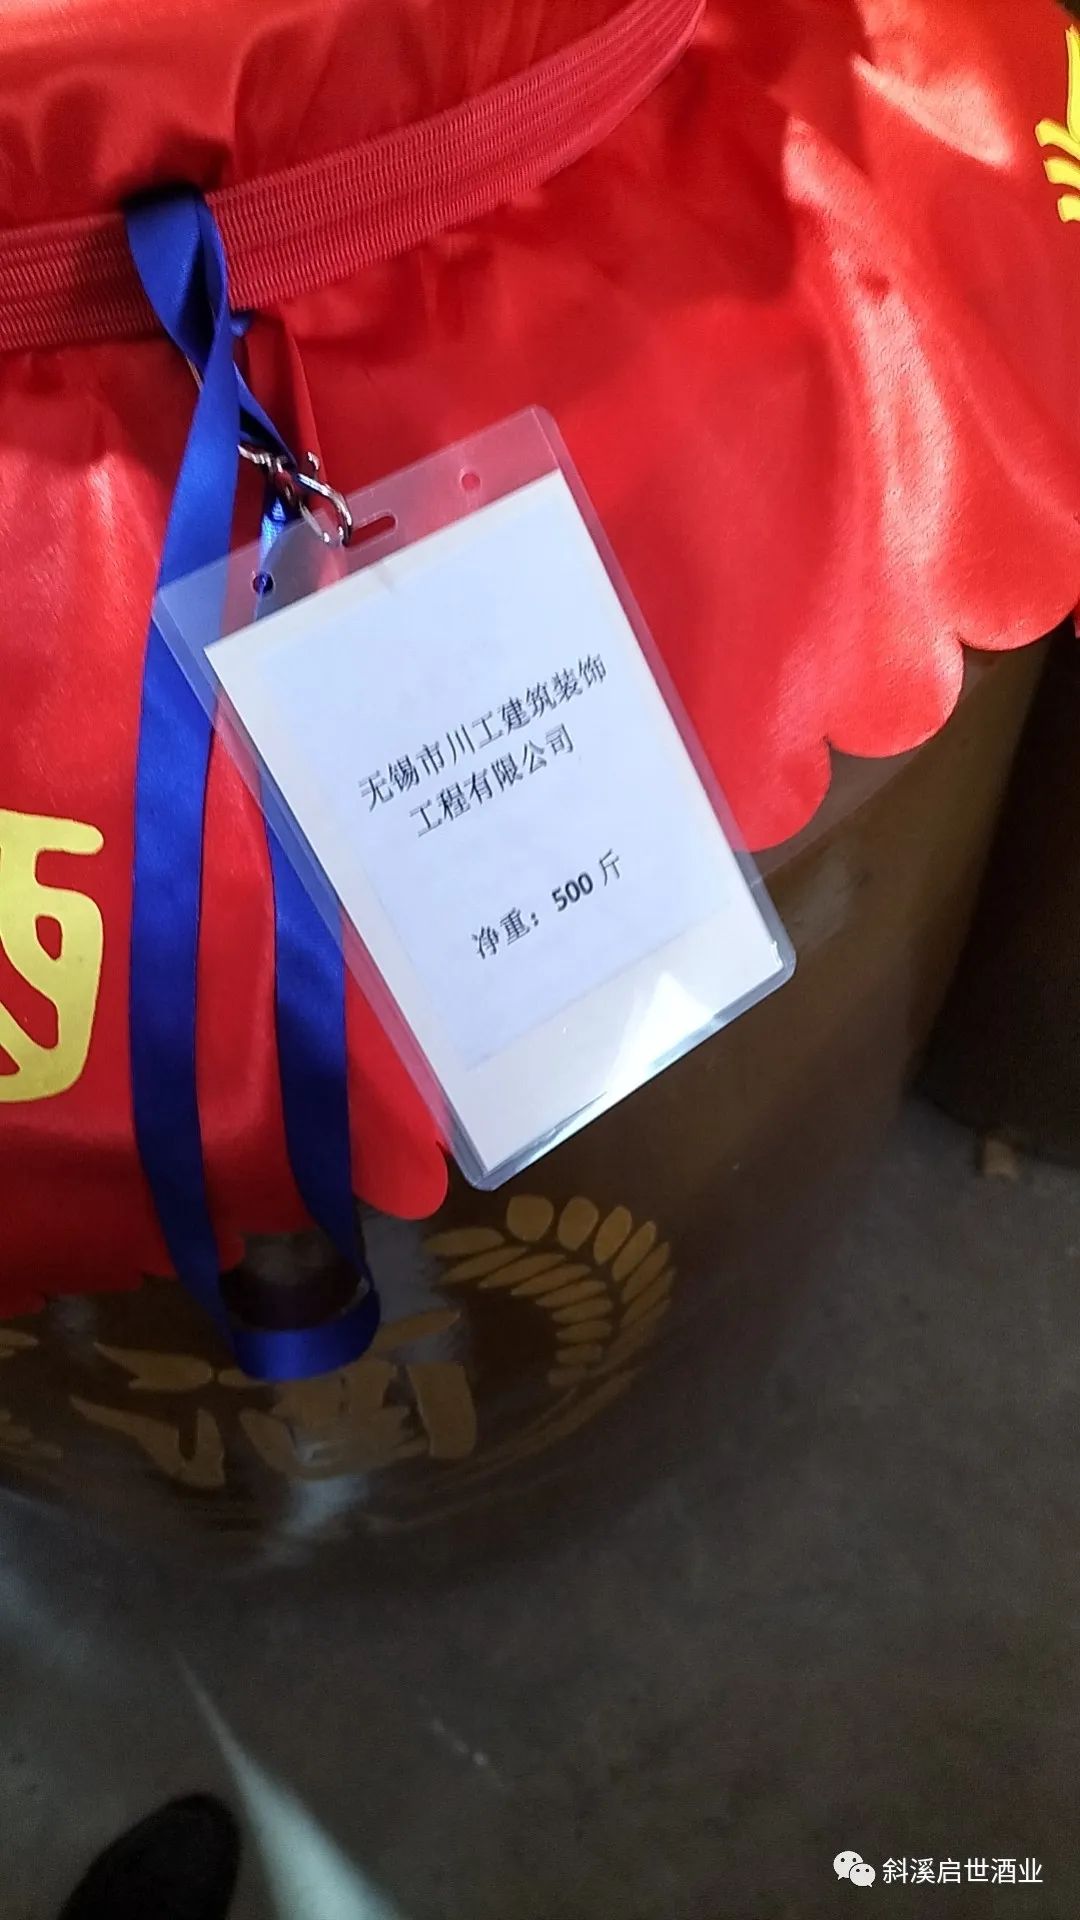 无锡市川工建筑装饰
工程有限公司
净重：500 斤
酒
斜溪启世酒业